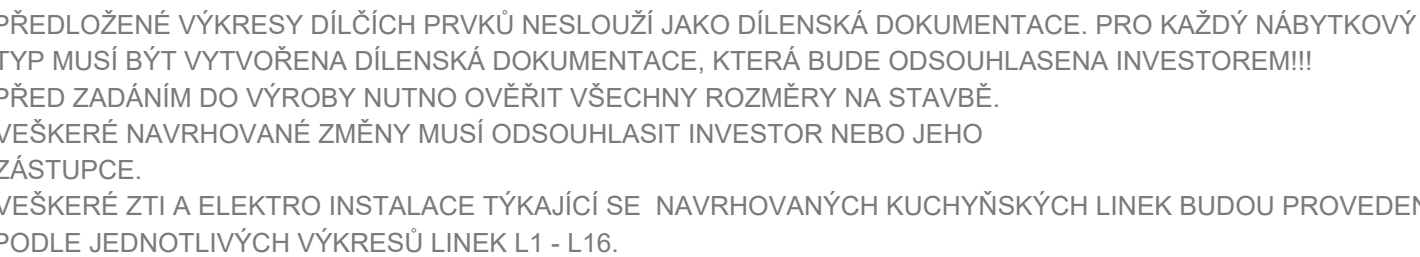 PŘEDLOŽENÉ VÝKRESY DÍLČÍCH PRVKŮ NESLOUŽÍ JAKO DÍLENSKÁ DOKUMENTACE. PRO KAŽDÝ NÁBYTKOVÝ
TYP MUSÍ BÝT VYTVOŘENA DÍLENSKÁ DOKUMENTACE, KTERÁ BUDE ODSOUHLASENA INVESTOREM!!!
PŘED ZADÁNÍM DO VÝROBY NUTNO OVĚŘIT VŠECHNY ROZMĚRY NA STAVBĚ.
VEŠKERÉ NAVRHOVANÉ ZMĚNY MUSÍ ODSOUHLASIT INVESTOR NEBO JEHO
ZÁSTUPCE.
VEŠKERÉ ZTI A ELEKTRO INSTALACE TÝKAJÍCÍ SE NAVRHOVANÝCH KUCHYŇSKÝCH LINEK BUDOU PROVEDEN
PODLE JEDNOTLIVÝCH VÝKRESŮ LINEK L1 - L16.